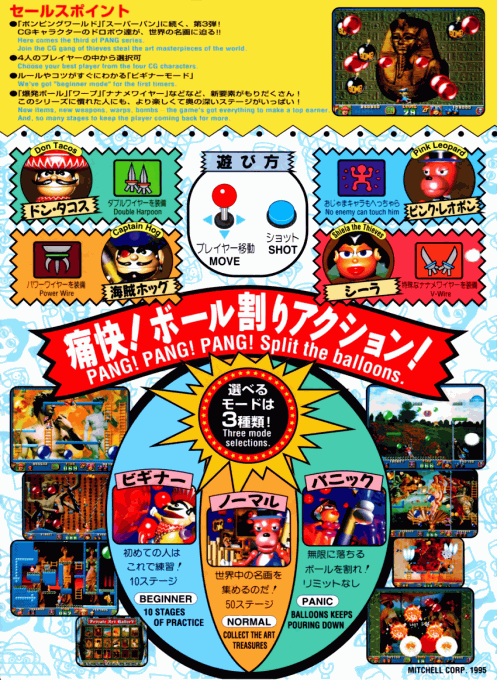 セールスポイント
●「ポンピングワールド」「スーパーパン」に続く、第3弾!
CGキャラクターのドロボウ達が、世界の名画に迫る!!
Here comes the third of PANG series.
Join the CG gang of thieves steal the art masterpieces of the world.
●4人のプレイヤーの中から選択可
Choose your best player from the four CG characters.
●ルールやコツがすぐにわかる「ビギナーモード」
We've got "beginner mode" for the first timers.
●「爆発ボール」「ワープ」「ナナメワイヤー」などなど、新要素がもりだくさん!
このシリーズに慣れた人にも、より楽しくて奥の深いステージがいっぱい!
New items, new weapons, warps, bombs, the game's got everything to make a top earner
And, so many stages to keep the player coming back for more.
Don Tacos
ドン・タコス
ダブルワイヤーを装備
Double Harpoon
遊び方
プレイヤー移動
MOVE
ショット
SHOT
おじゃまキャラもへっちゃら
No enemy can touch him
Pink Leopard
ピンク・レオポン
パワーワイヤーを装備
Power Wire
Captain Hog
海賊ホッグ
Shiela the Thieves
シーラ
特殊なナナメワイヤーを装備
V-Wire
痛快!ボール割りアクション!
PANG! PANG! PANG! Split the balloons.
選べる
モードは
3種類!
Three mode
selections.
ビギナー
初めての人は
これで練習!
10ステージ
BEGINNER
10 STAGES
OF PRACTICE
ノーマル
世界中の名画を
集めるのだ!
50ステージ
NORMAL
COLLECT THE ART
TREASURES
パニック
無限に落ちる
ボールを割れ!
リミットなし
PANIC
BALLOONS KEEPS
POURING DOWN
MITCHELL CORP. 1995